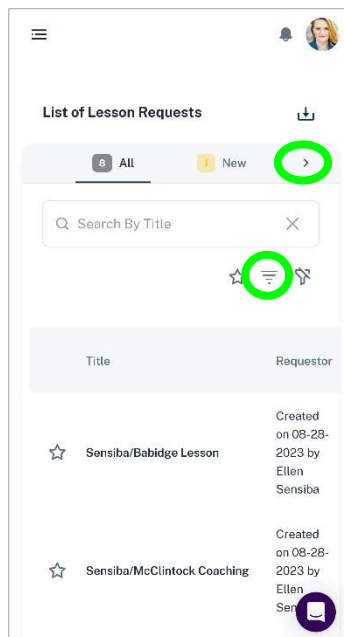 List of Lesson Requests
8 All
1 New
Search By Title
Title
Requestor
Created
on 08-28-
2023 by
Ellen
Sensiba
Sensiba/Babidge Lesson
Created
on 08-28-
2023 by
Ellen
Sensiba/McClintock Coaching